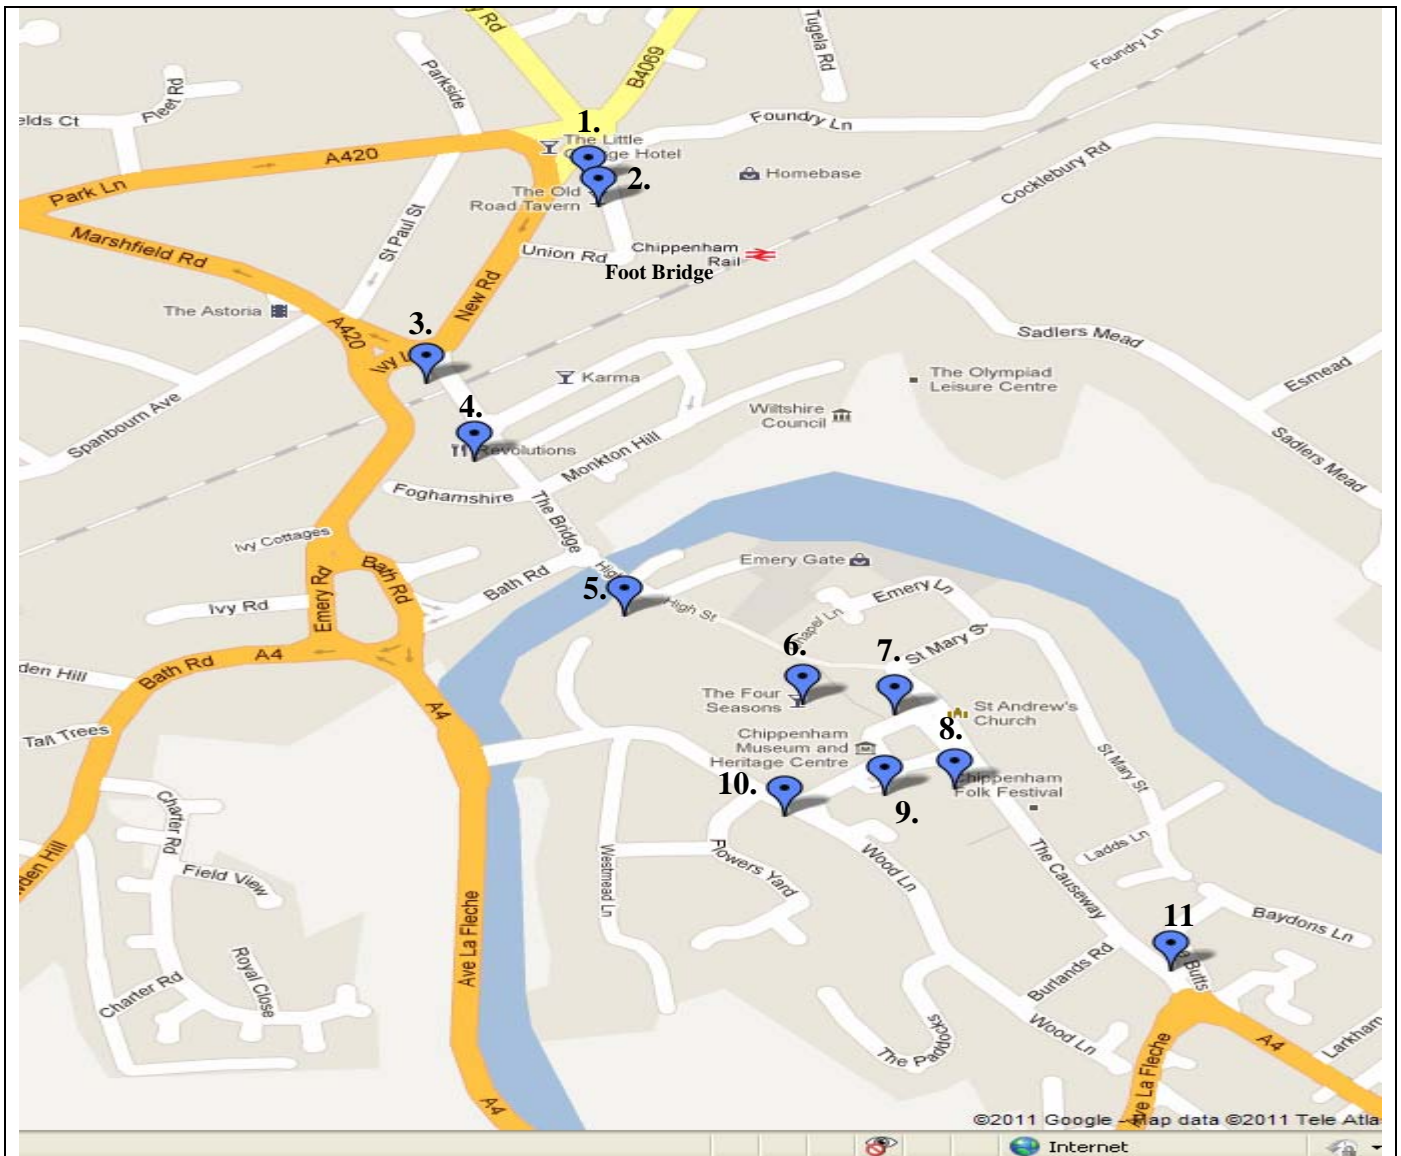 y Rd
B4069
Tugela Rd
Foundry Ln
Parkside
Fleet Rd
elds Ct
1.
Foundry Ln
The Little
ge Hotel
A420
2.
Homebase
Cocklebury Rd
Park Ln
The Old
Road Tavern
St Paul St
Marshfield Rd
Union Rd
Chippenham
Rail
Foot Bridge
New Rd
The Astoria
A420
3.
Ivy L
Sadlers Mead
Karma
The Olympiad
Leisure Centre
Esmead
Spanbourn Ave
4.
Wiltshire
Council
Revolutions
Monkton Hill
Sadlers Mead
Foghamshire
The Bridge
Ivy Cottages
Bath Rd
Bath Rd
High
Emery Gate
5.
High St
Emery Ln
Emery Rd
Ivy Rd
hapel Ln
St Mary S
6.
7.
Bath Rd
A4
den Hill
The Four
Seasons
A4
St Andrew's
Church
8.
Tall Trees
Chippenham
Museum and
Heritage Centre
St Mary St
10.
Chippenham
Folk Festival
9.
Charter Rd
Ladds Ln
The Causeway
Wood Ln
Flowers Yard
Westmead Ln
wden Hill
Field View
Ave La Fleche
11
Baydons Ln
Burlands Rd
e Butts
Royal Close
Charter Rd
Wood Ln
The Paddocks
A4
Larkham
Ave La Fleche
A4
©2011 Google - Map data ©2011 Tele Atla
Internet